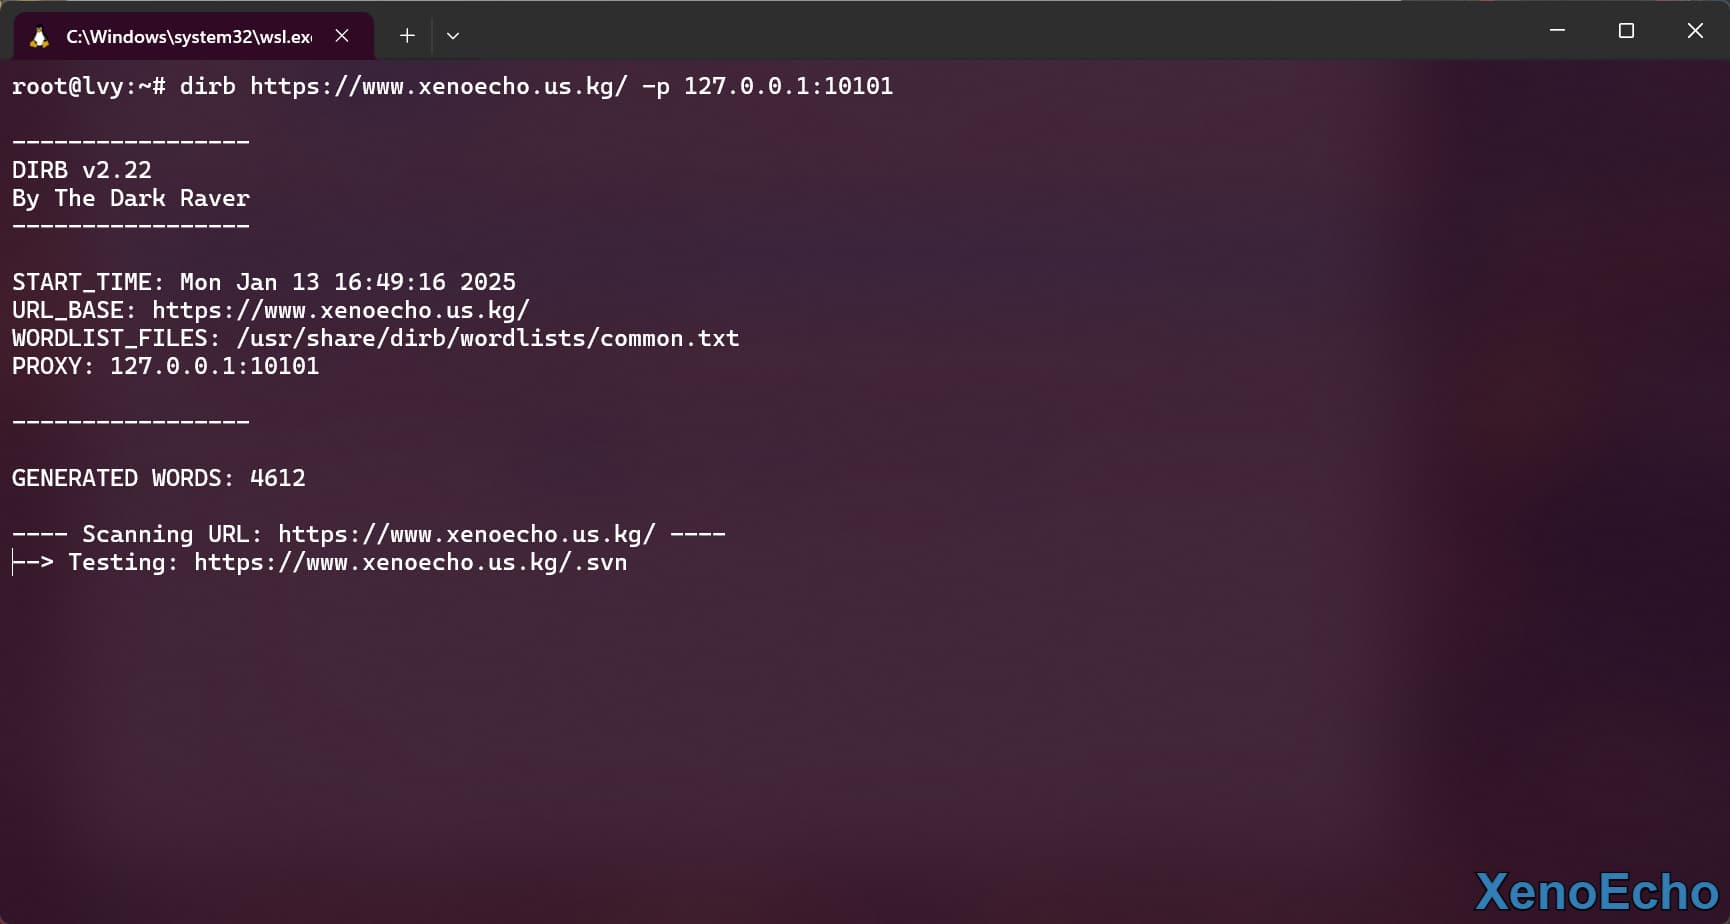 C:\Windows\system32\wsl.exe
root@lvy:~# dirb https://www.xenoecho.us.kg/ -p 127.0.0.1:10101
-----------------
DIRB v2.22
By The Dark Raver
-----------------
START_TIME: Mon Jan 13 16:49:16 2025
URL_BASE: https://www.xenoecho.us.kg/
WORDLIST_FILES: /usr/share/dirb/wordlists/common.txt
PROXY: 127.0.0.1:10101
-----------------
GENERATED WORDS: 4612
---- Scanning URL: https://www.xenoecho.us.kg/ ----
--> Testing: https://www.xenoecho.us.kg/.svn
XenoEcho